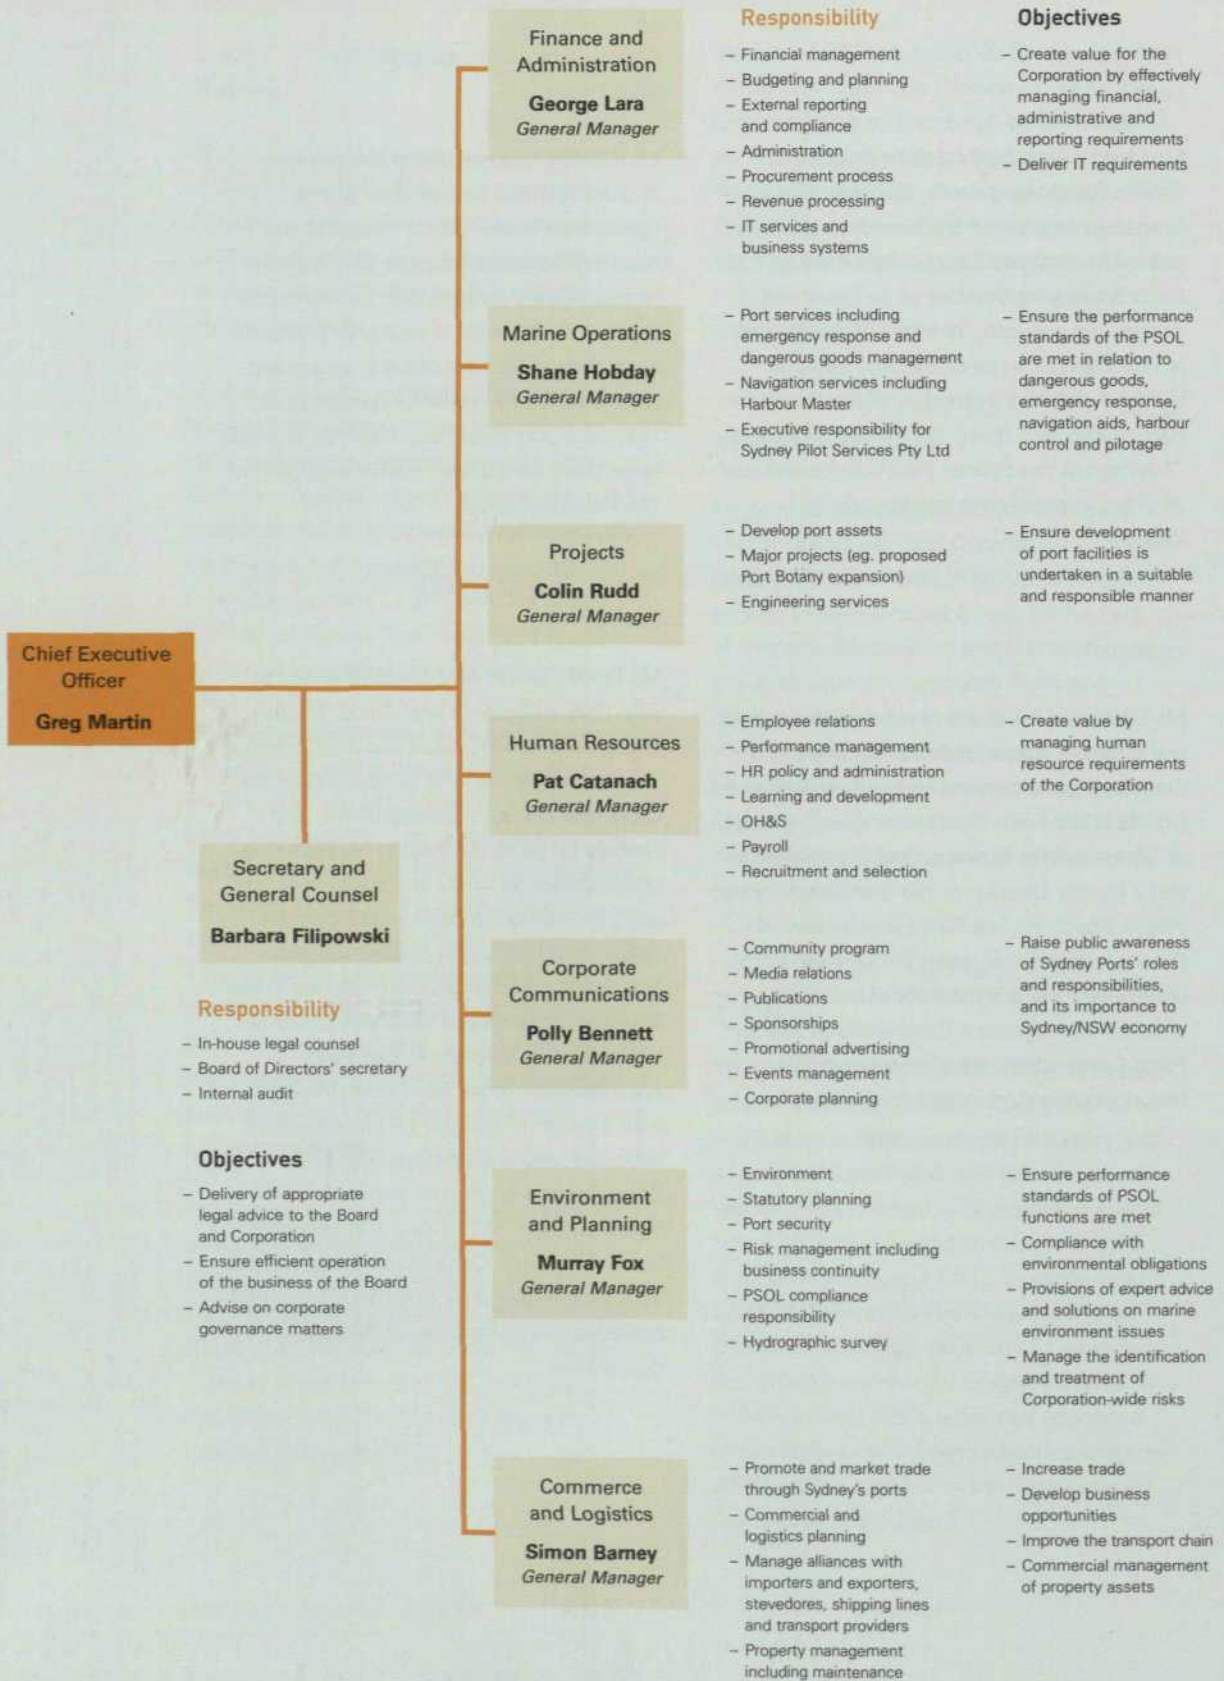 Chief Executive
Officer
Greg Martin
Secretary and
General Counsel
Barbara Filipowski
Responsibility
– In-house legal counsel
– Board of Directors' secretary
– Internal audit
Objectives
– Delivery of appropriate
legal advice to the Board
and Corporation
– Ensure efficient operation
of the business of the Board
– Advise on corporate
governance matters
Responsibility
Objectives
Finance and
Administration
George Lara
General Manager
– Financial management
– Budgeting and planning
– External reporting
and compliance
– Administration
– Procurement process
– Revenue processing
– IT services and
business systems
– Create value for the
Corporation by effectively
managing financial,
administrative and
reporting requirements
– Deliver IT requirements
Marine Operations
Shane Hobday
General Manager
– Port services including
emergency response and
dangerous goods management
– Navigation services including
Harbour Master
– Executive responsibility for
Sydney Pilot Services Pty Ltd
– Ensure the performance
standards of the PSOL
are met in relation to
dangerous goods,
emergency response,
navigation aids, harbour
control and pilotage
Projects
Colin Rudd
General Manager
– Develop port assets
– Major projects (eg. proposed
Port Botany expansion)
– Engineering services
– Ensure development
of port facilities is
undertaken in a suitable
and responsible manner
Human Resources
Pat Catanach
General Manager
– Employee relations
– Performance management
– HR policy and administration
– Learning and development
– OH&S
– Payroll
– Recruitment and selection
– Create value by
managing human
resource requirements
of the Corporation
Corporate
Communications
Polly Bennett
General Manager
– Community program
– Media relations
– Publications
– Sponsorships
– Promotional advertising
– Events management
– Corporate planning
– Raise public awareness
of Sydney Ports' roles
and responsibilities,
and its importance to
Sydney/NSW economy
Environment
and Planning
Murray Fox
General Manager
– Environment
– Statutory planning
– Port security
– Risk management including
business continuity
– PSOL compliance
responsibility
– Hydrographic survey
– Ensure performance
standards of PSOL
functions are met
– Compliance with
environmental obligations
– Provisions of expert advice
and solutions on marine
environment issues
– Manage the identification
and treatment of
Corporation-wide risks
Commerce
and Logistics
Simon Barney
General Manager
– Promote and market trade
through Sydney's ports
– Commercial and
logistics planning
– Manage alliances with
importers and exporters,
stevedores, shipping lines
and transport providers
– Property management
including maintenance
– Increase trade
– Develop business
opportunities
– Improve the transport chain
– Commercial management
of property assets